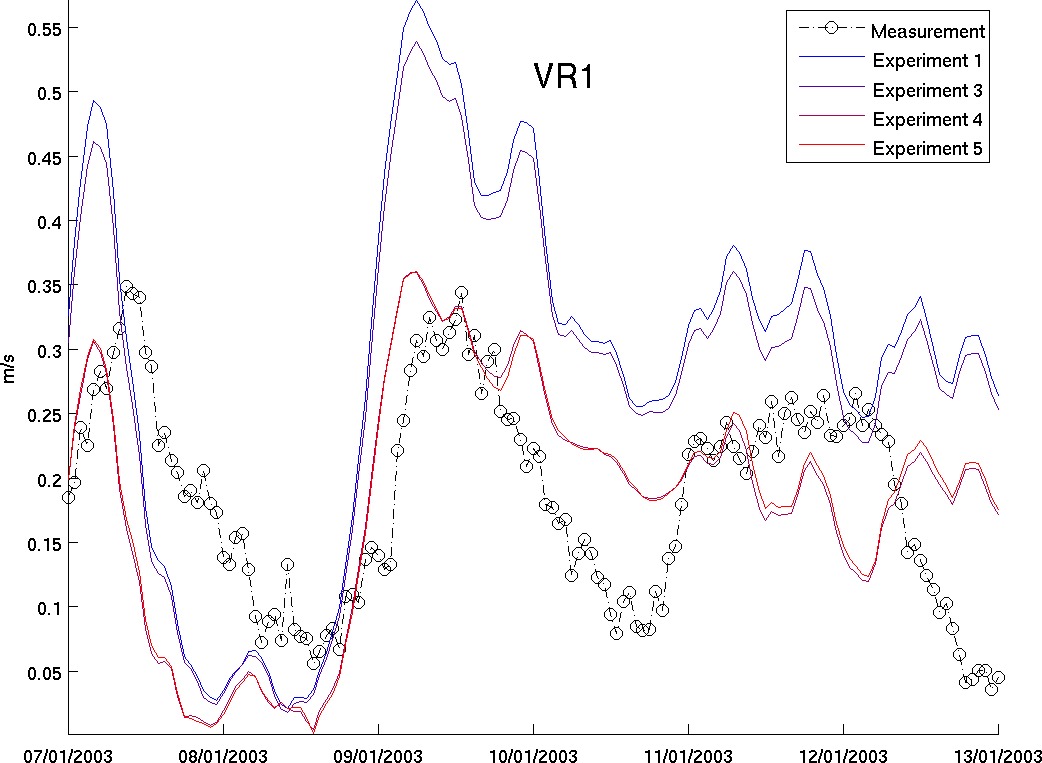 VR1
Measurement
Experiment 1
Experiment 3
Experiment 4
Experiment 5
m/s
0.55
0.5
0.45
0.4
0.35
0.3
0.25
0.2
0.15
0.1
0.05
07/01/2003
08/01/2003
09/01/2003
10/01/2003
11/01/2003
12/01/2003
13/01/2003